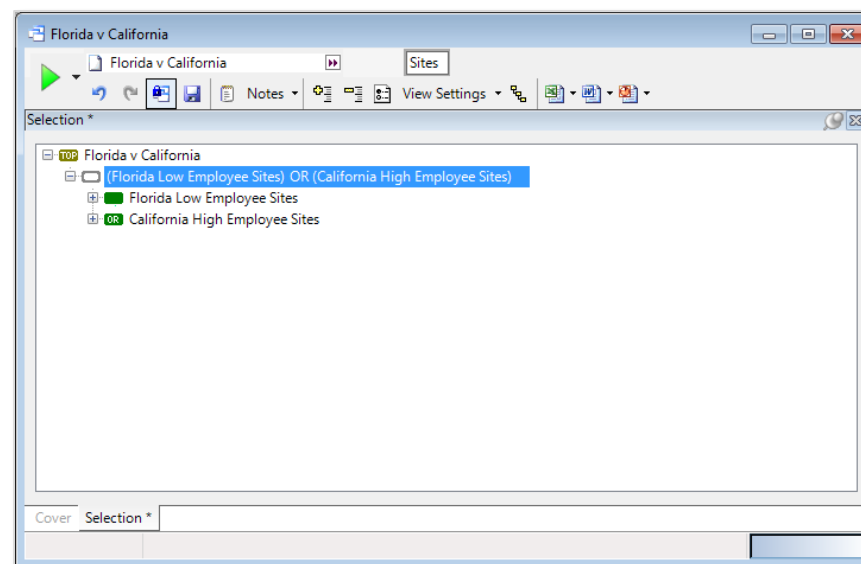 Florida v California
Florida v California Sites
Notes View Settings
Selection *
TOP Florida v California
(Florida Low Employee Sites) OR (California High Employee Sites)
Florida Low Employee Sites
OR California High Employee Sites
Cover Selection *